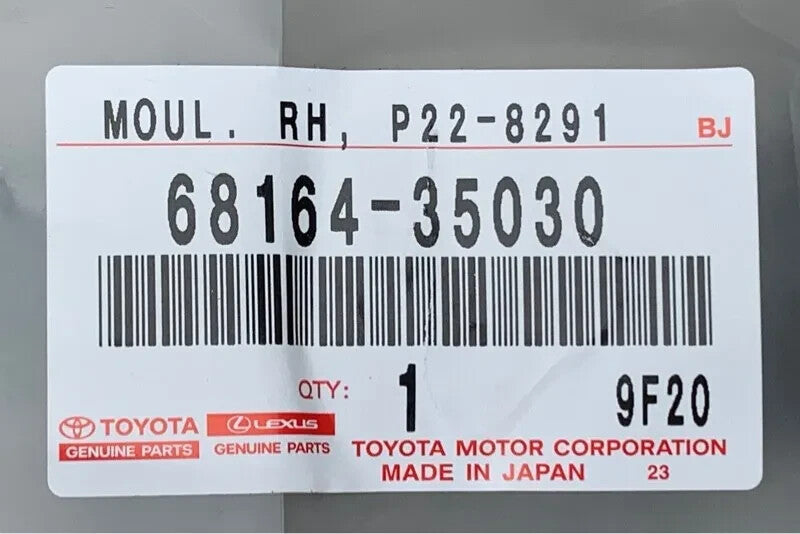 MOUL. RH, P22-8291 BJ
68164-35030
QTY: 1 9F20
TOYOTA LEXUS
GENUINE PARTS GENUINE PARTS
TOYOTA MOTOR CORPORATION
MADE IN JAPAN 23